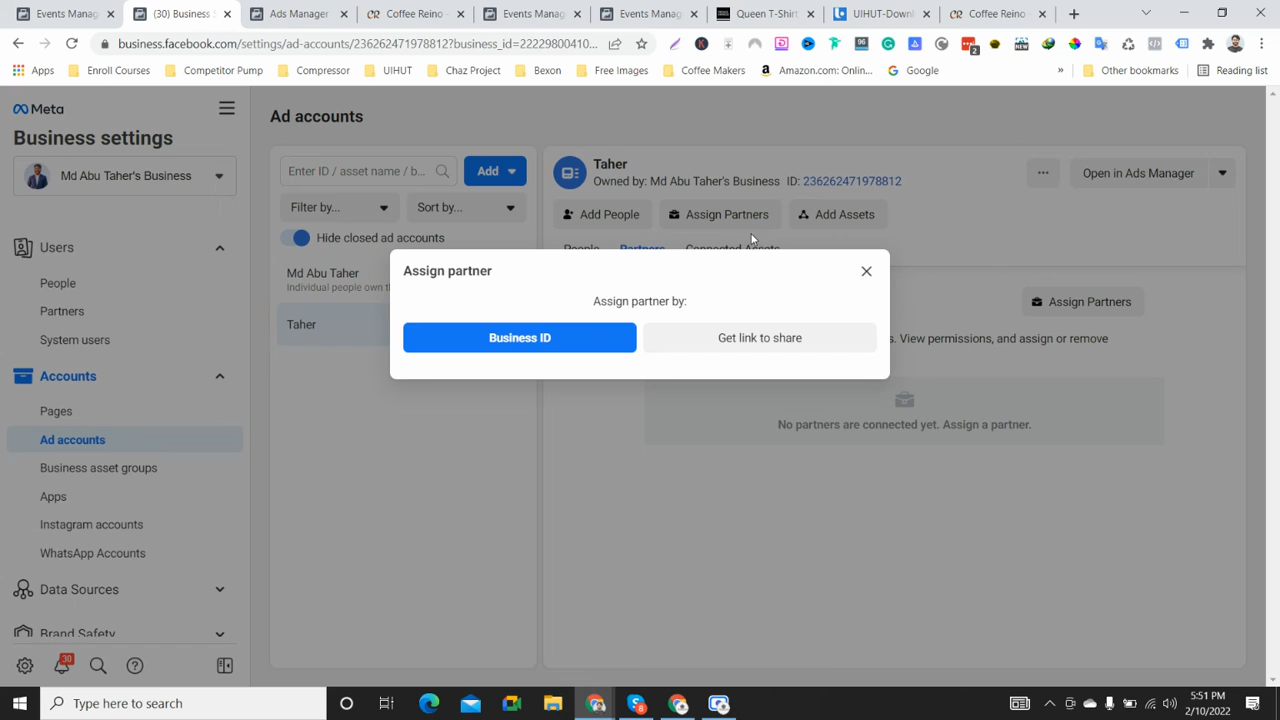 Events Manag
(30) Business S
Ads Manager
Coffee Reino -
Events Manag
Events Manag
Queen T-Shirt
UIHUT-Downl
Coffee Reino -
business.facebook.com/settings/ad-accounts/23626247197​8812?business_id=22229800410...
Apps
Enroll Courses
Competitor Pump
Compressor
UIHUT
Chaz Project
Bexon
Free Images
Coffee Makers
Amazon.com: Onlin...
Google
»
Other bookmarks
Reading list
Meta
Business settings
Md Abu Taher's Business
Users
People
Partners
System users
Accounts
Pages
Ad accounts
Business asset groups
Apps
Instagram accounts
WhatsApp Accounts
Data Sources
Brand Safety
30
Ad accounts
Enter ID / asset name / b...
Add
Filter by...
Sort by...
Hide closed ad accounts
Md Abu Taher
Individual people own th
Taher
Taher
Owned by: Md Abu Taher's Business ID: 236262471978812
Open in Ads Manager
Add People
Assign Partners
Add Assets
People
Partners
Connected Assets
Assign Partners
s. View permissions, and assign or remove
No partners are connected yet. Assign a partner.
Assign partner
Assign partner by:
Business ID
Get link to share
Type here to search
5:51 PM
2/10/2022